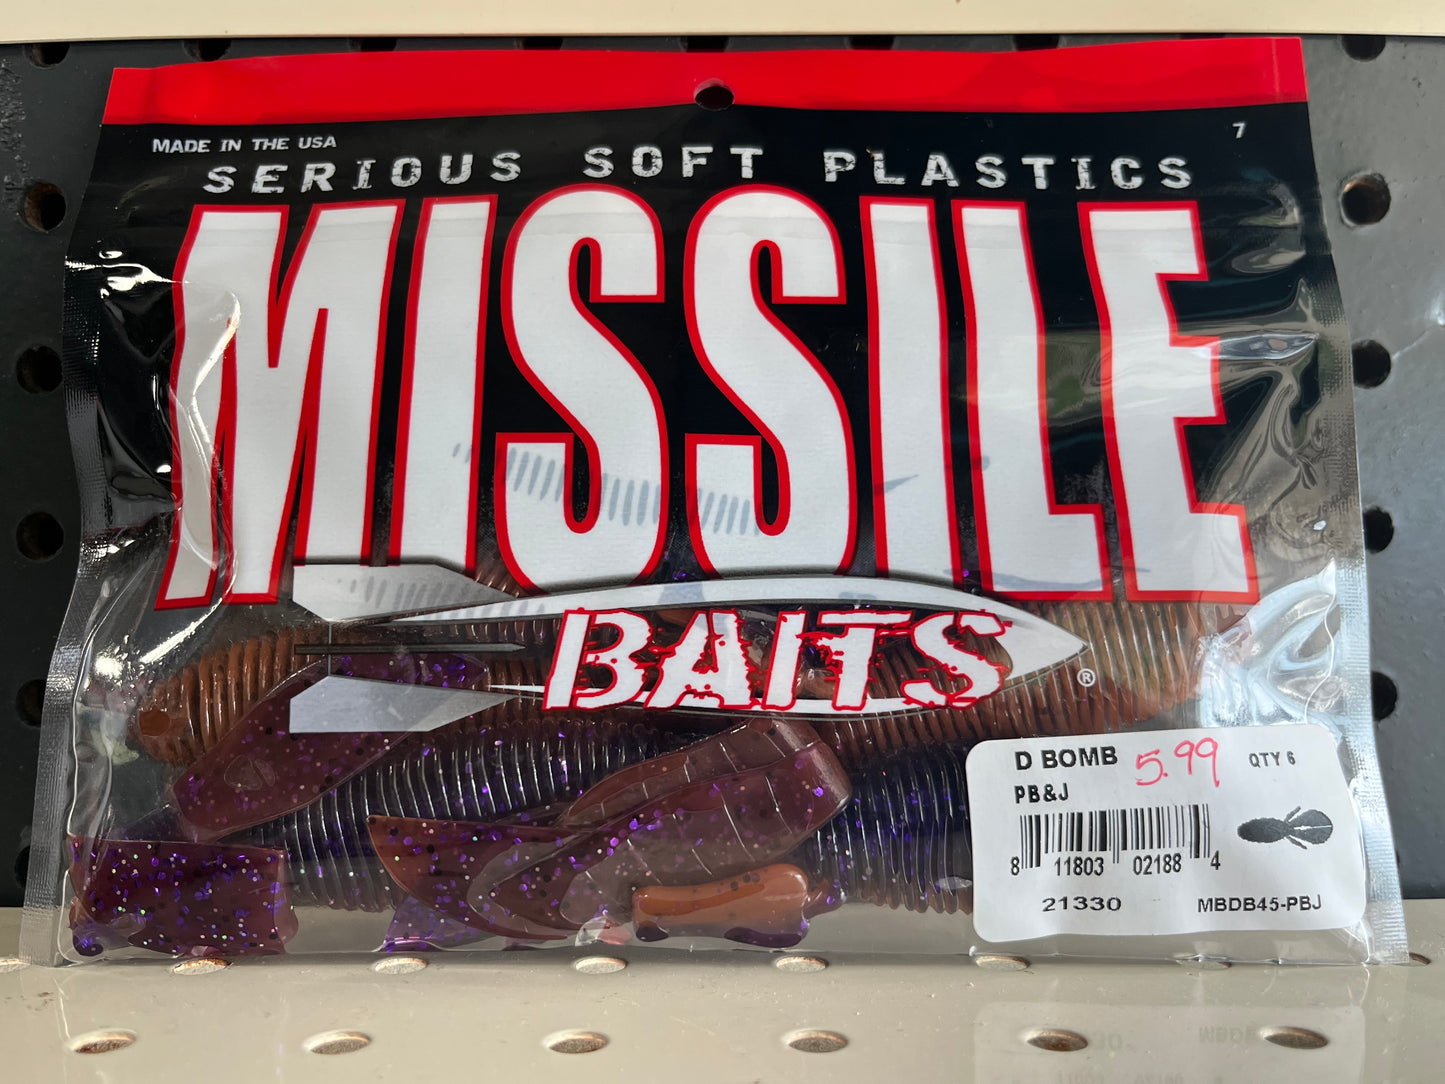 MADE IN THE USA
7
SERIOUS SOFT PLASTICS
MISSILE
BAITS
®
D BOMB 5.99 QTY 6
PB&J
8 11803 02188 4
21330 MBDB45-PBJ